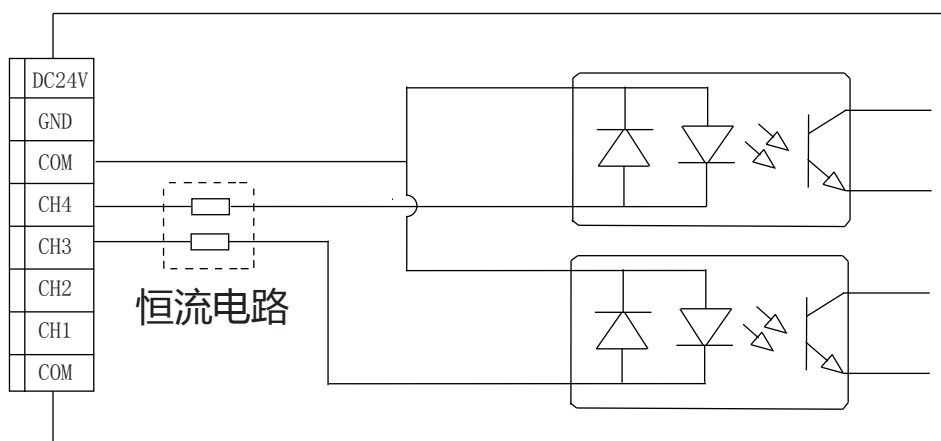 DC24V
GND
COM
CH4
CH3
CH2
CH1
COM
恒流电路